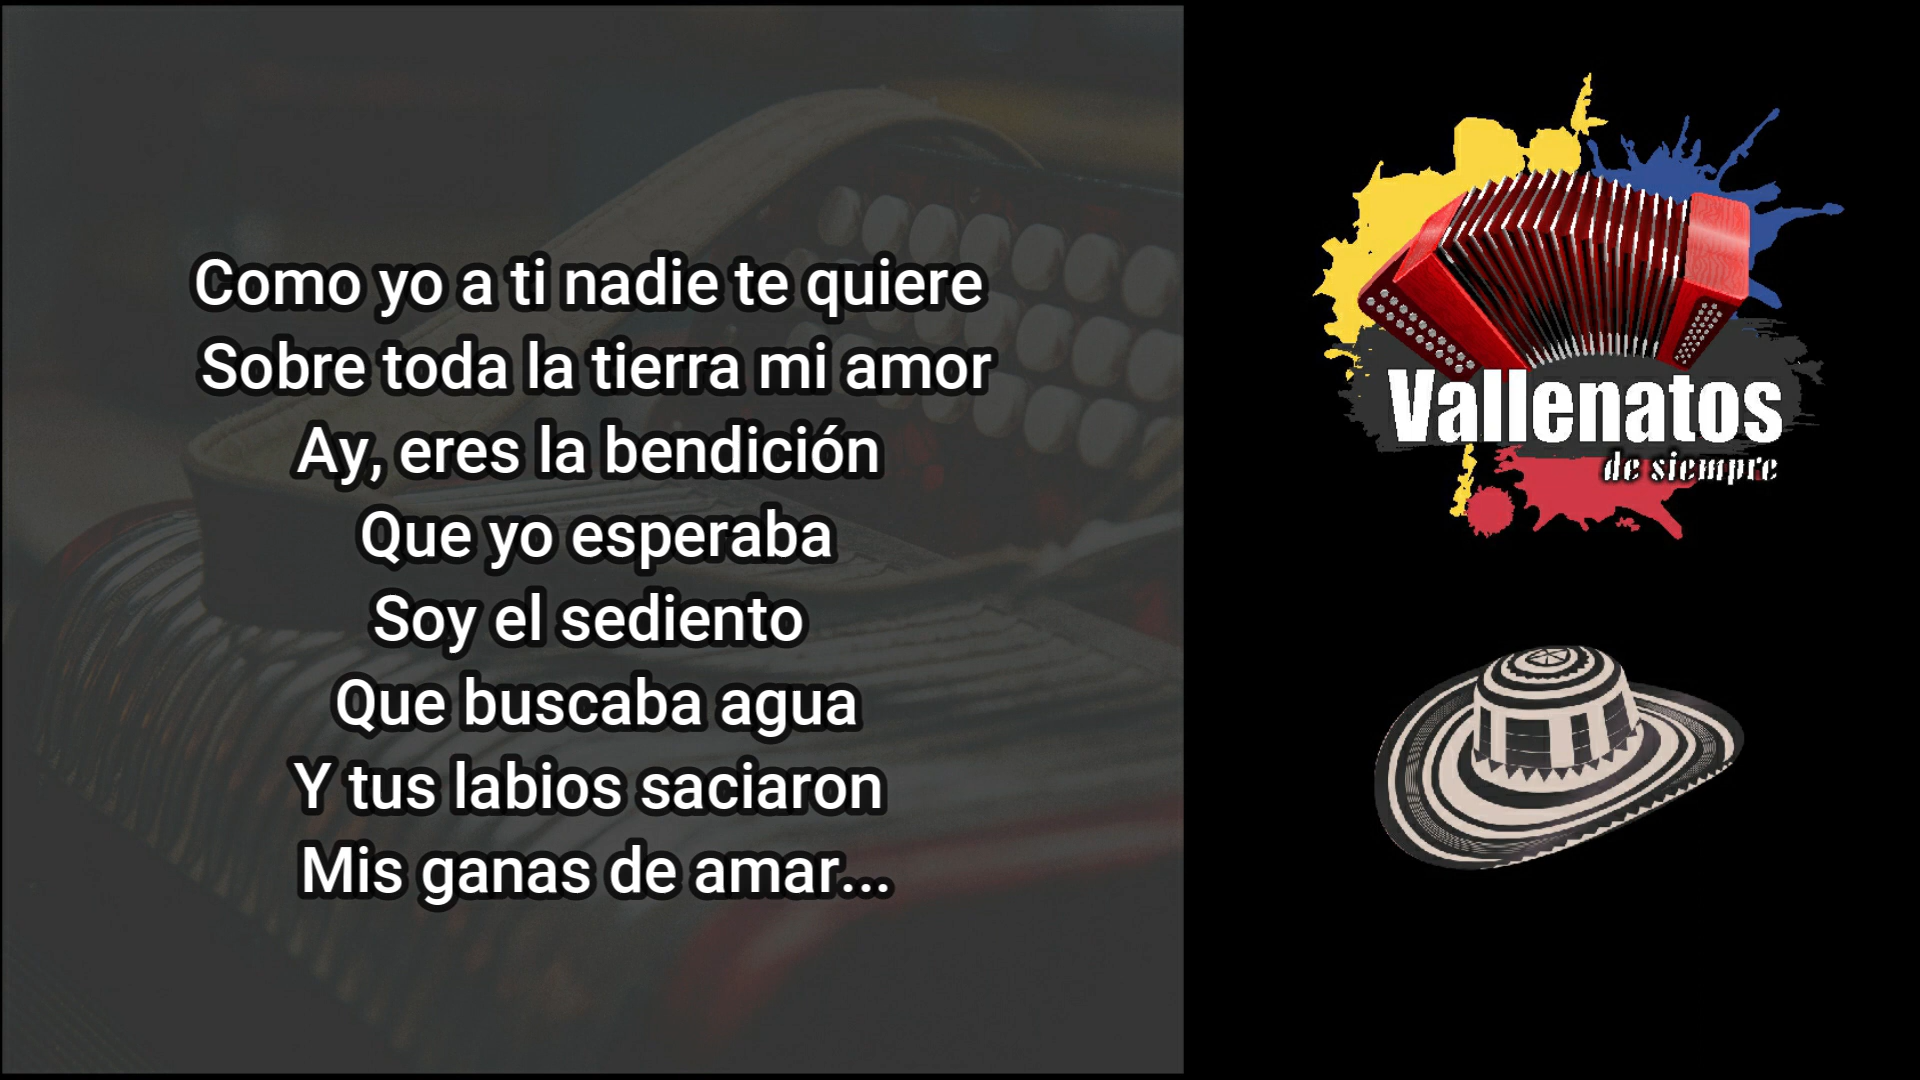 Como yo a ti nadie te quiere
Sobre toda la tierra mi amor
Ay, eres la bendición
Que yo esperaba
Soy el sediento
Que buscaba agua
Y tus labios saciaron
Mis ganas de amar...
Vallenatos
de siempre